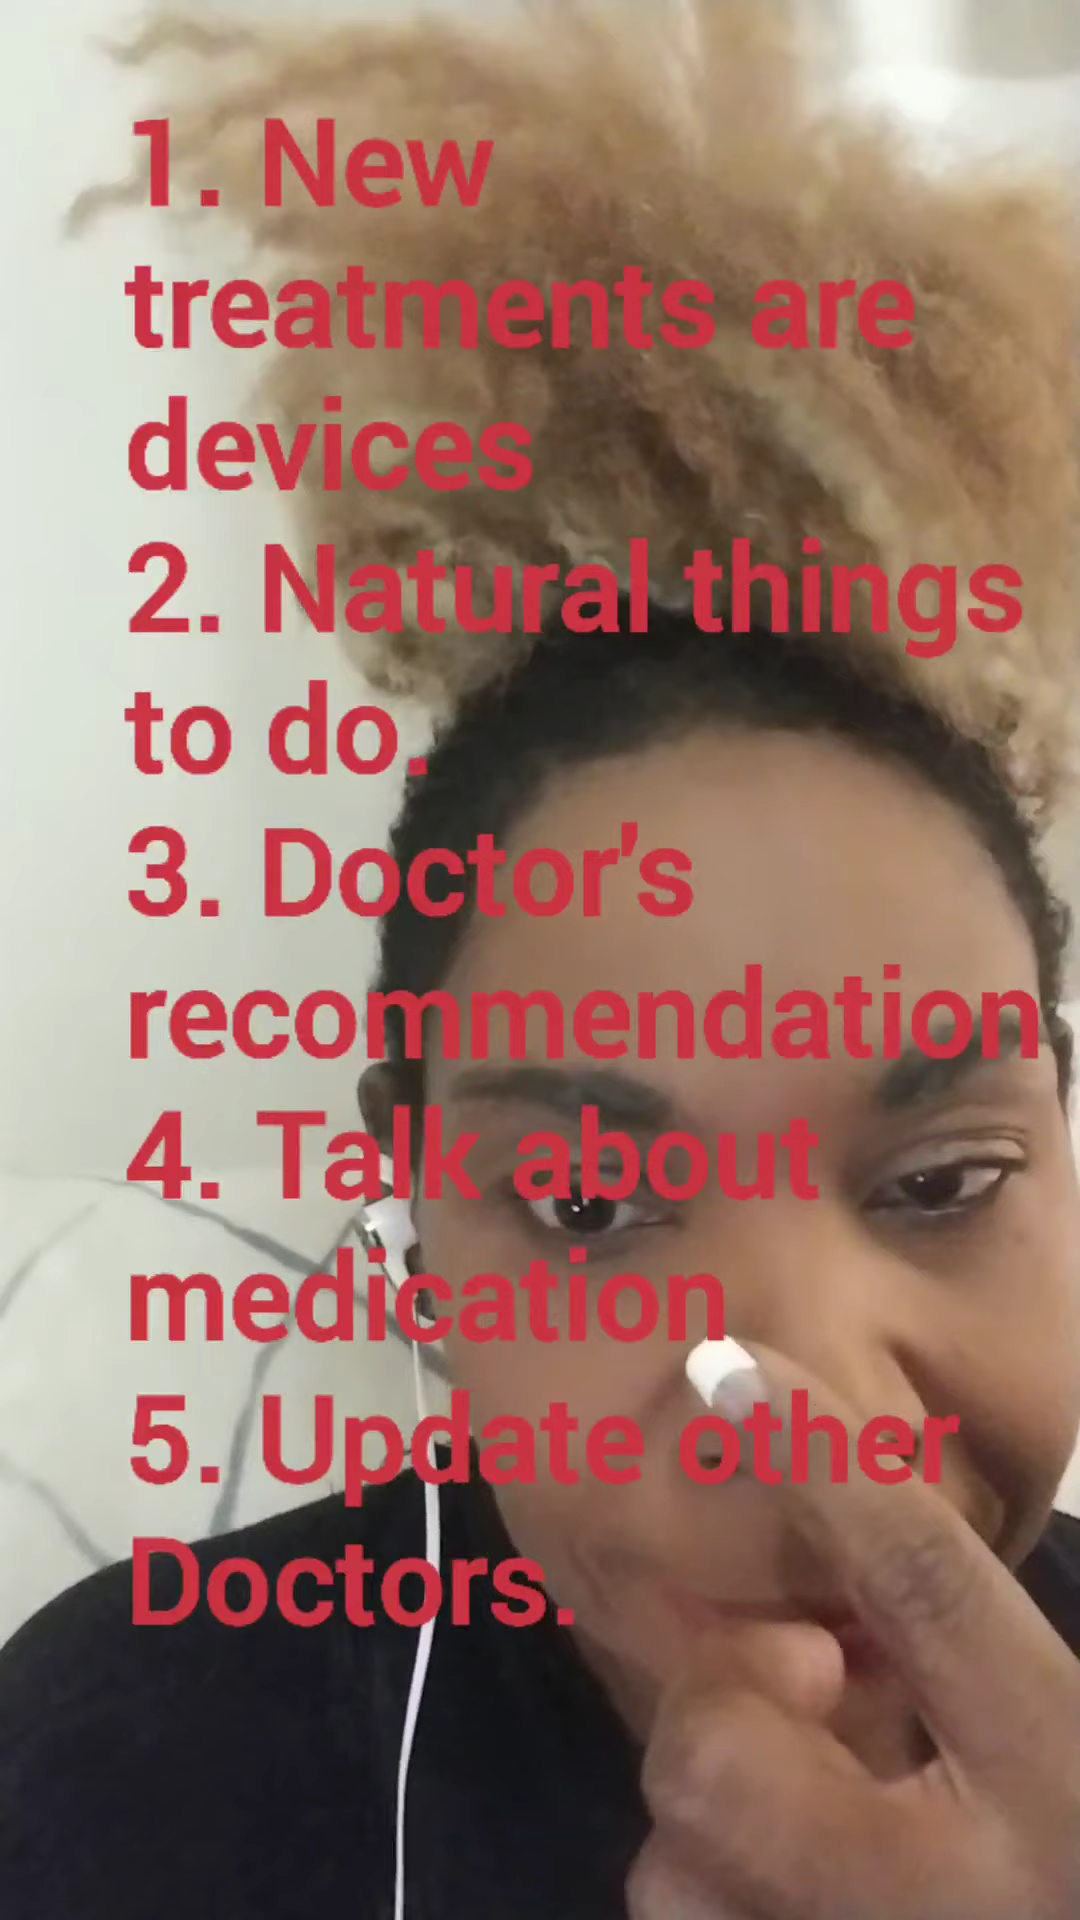 1. New
treatments are
devices
2. Natural things
to do.
3. Doctor's
recommendation
4. Talk about
medication
5. Update other
Doctors.